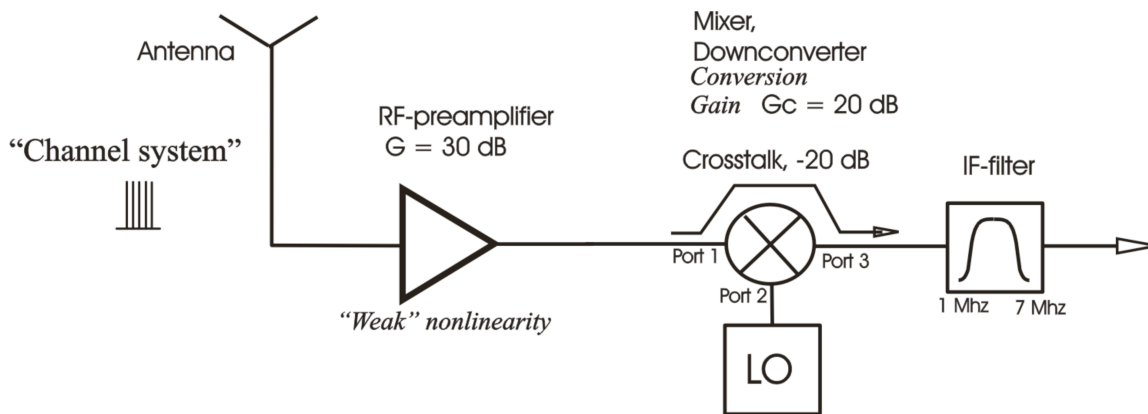 Antenna
"Channel system"
RF-preamplifier
G = 30 dB
"Weak" nonlinearity
Mixer,
Downconverter
Conversion
Gain Gc = 20 dB
Crosstalk, -20 dB
Port 1
Port 3
Port 2
LO
IF-filter
1 Mhz 7 Mhz